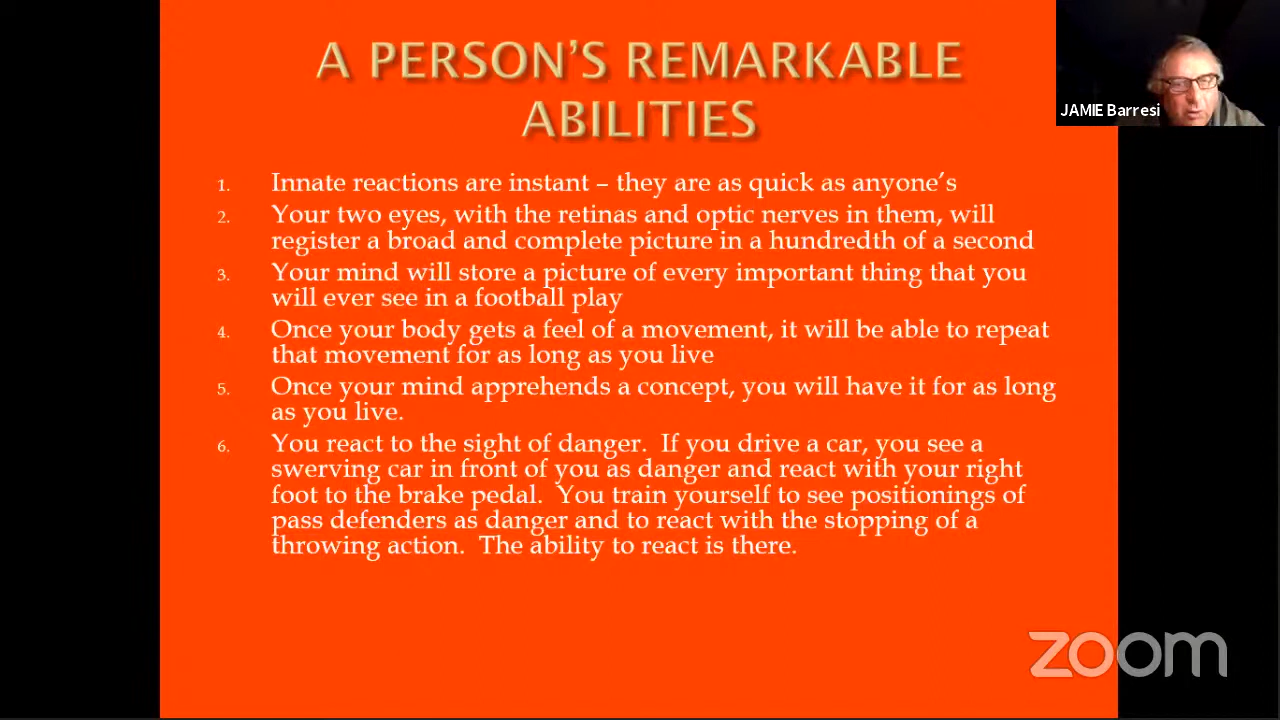 A PERSON'S REMARKABLE
ABILITIES
JAMIE Barresi
1. Innate reactions are instant – they are as quick as anyone's
2. Your two eyes, with the retinas and optic nerves in them, will
register a broad and complete picture in a hundredth of a second
3. Your mind will store a picture of every important thing that you
will ever see in a football play
4. Once your body gets a feel of a movement, it will be able to repeat
that movement for as long as you live
5. Once your mind apprehends a concept, you will have it for as long
as you live.
6. You react to the sight of danger.  If you drive a car, you see a
swerving car in front of you as danger and react with your right
foot to the brake pedal.  You train yourself to see positionings of
pass defenders as danger and to react with the stopping of a
throwing action.  The ability to react is there.
zoom